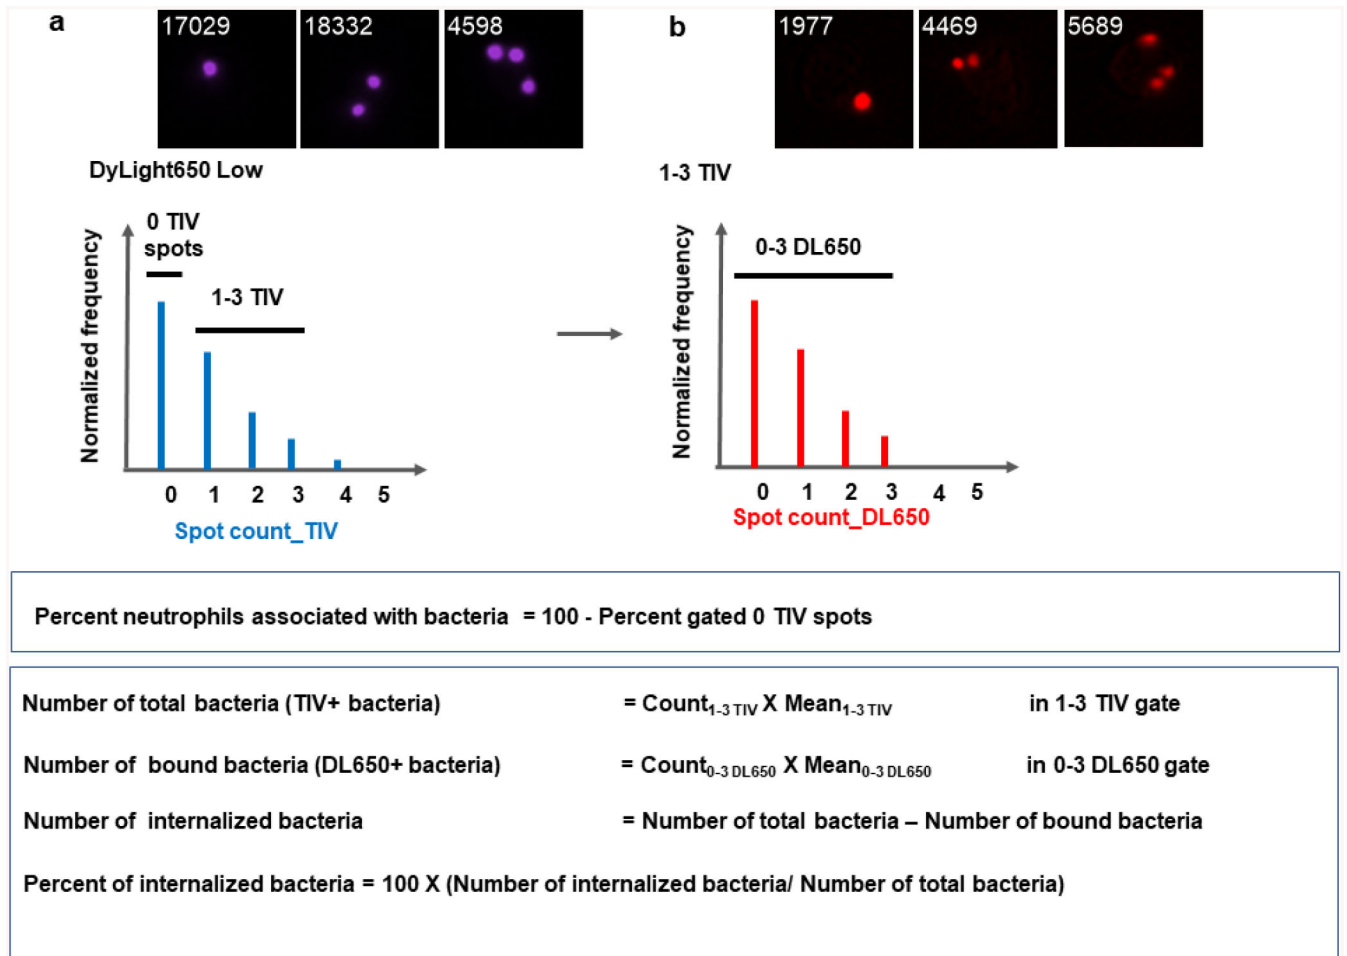 a
17029
18332
4598
DyLight650 Low
0 TIV
spots
1-3 TIV
Normalized frequency
0 1 2 3 4 5
Spot count_TIV
b
1977
4469
5689
1-3 TIV
0-3 DL650
Normalized frequency
0 1 2 3 4 5
Spot count_DL650
Percent neutrophils associated with bacteria = 100 - Percent gated 0 TIV spots
Number of total bacteria (TIV+ bacteria) = Count1-3 TIV X Mean1-3 TIV in 1-3 TIV gate
Number of bound bacteria (DL650+ bacteria) = Count0-3 DL650 X Mean0-3 DL650 in 0-3 DL650 gate
Number of internalized bacteria = Number of total bacteria – Number of bound bacteria
Percent of internalized bacteria = 100 X (Number of internalized bacteria/ Number of total bacteria)